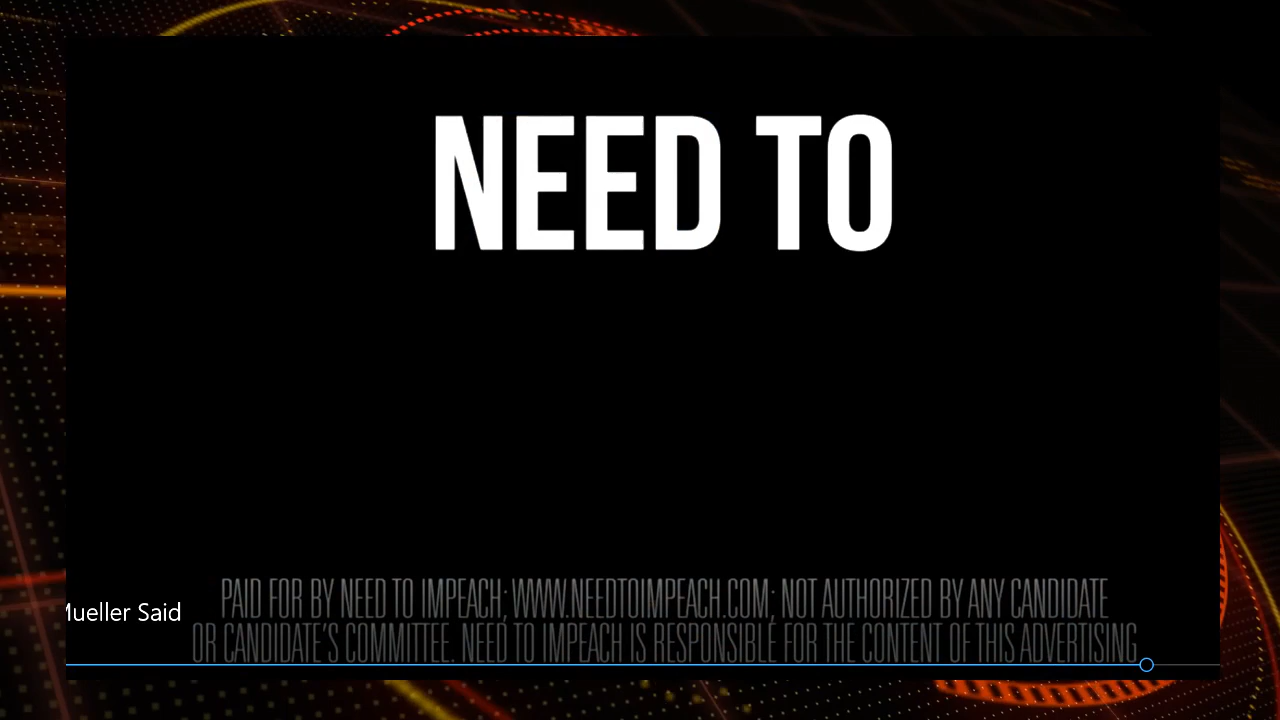 NEED TO
Mueller Said
PAID FOR BY NEED TO IMPEACH; WWW.NEEDTOIMPEACH.COM; NOT AUTHORIZED BY ANY CANDIDATE
OR CANDIDATE'S COMMITTEE. NEED TO IMPEACH IS RESPONSIBLE FOR THE CONTENT OF THIS ADVERTISING